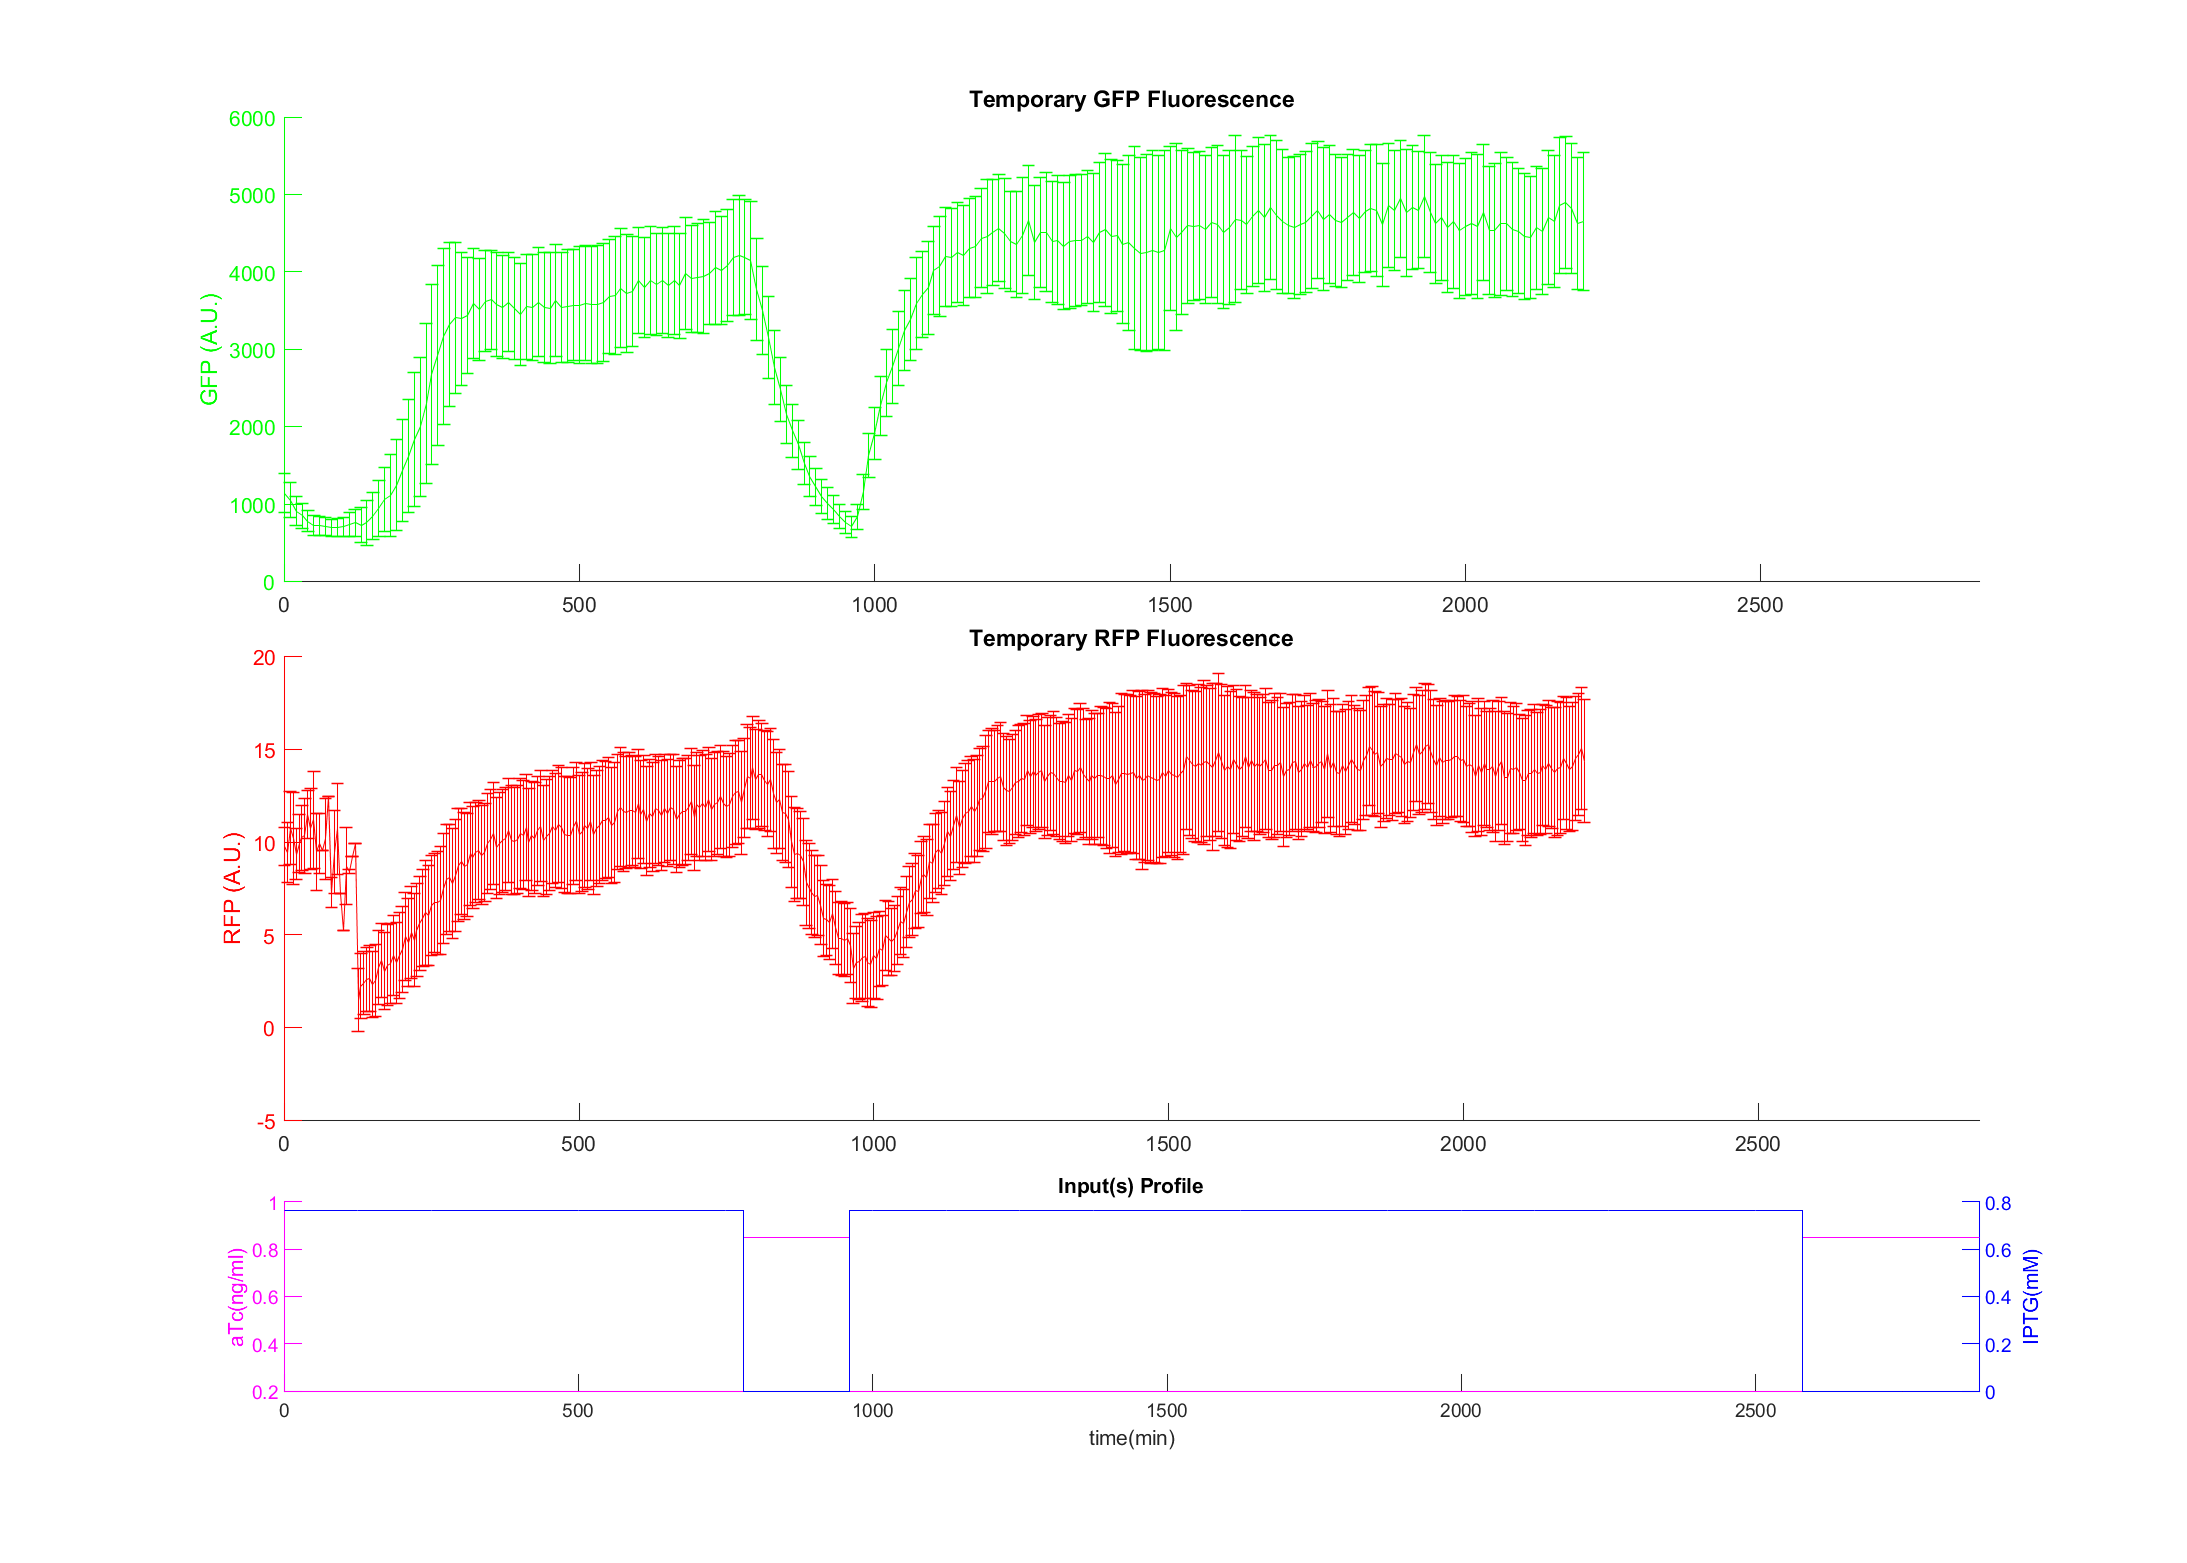 Temporary GFP Fluorescence
GFP (A.U.)
6000
5000
4000
3000
2000
1000
0
0 500 1000 1500 2000 2500
Temporary RFP Fluorescence
RFP (A.U.)
20
15
10
5
0
-5
0 500 1000 1500 2000 2500
Input(s) Profile
aTc(ng/ml)
1
0.8
0.6
0.4
0.2
IPTG(mM)
0.8
0.6
0.4
0.2
0
0 500 1000 1500 2000 2500
time(min)